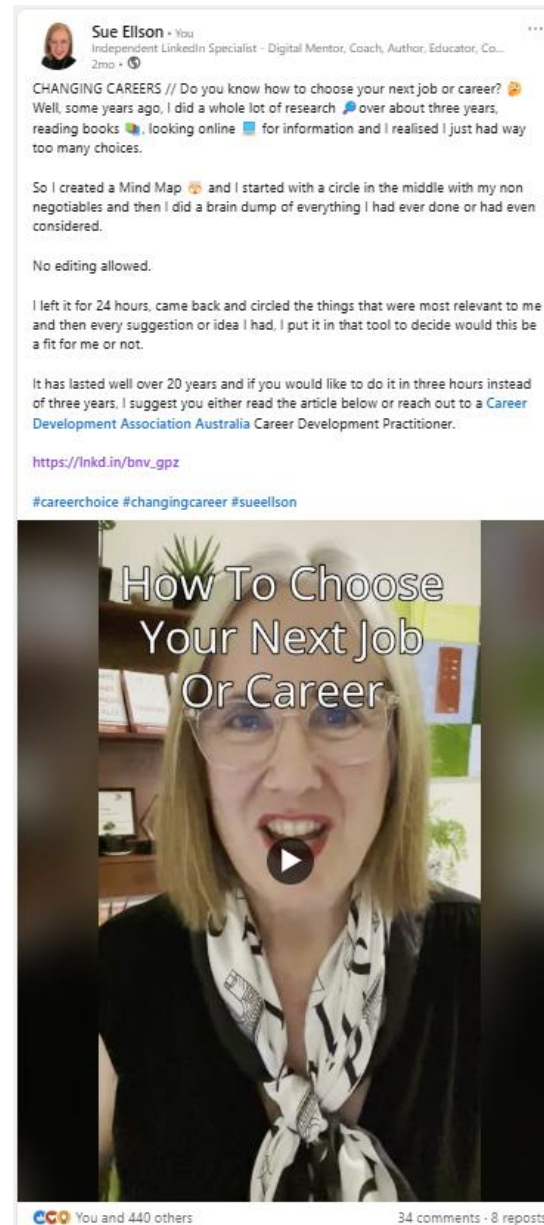 Sue Ellson • You
Independent LinkedIn Specialist - Digital Mentor, Coach, Author, Educator, Co...
2mo •
CHANGING CAREERS // Do you know how to choose your next job or career? 🤔
Well, some years ago, I did a whole lot of research 🔎 over about three years,
reading books 📚, looking online 💻 for information and I realised I just had way
too many choices.
So I created a Mind Map 🤯 and I started with a circle in the middle with my non
negotiables and then I did a brain dump of everything I had ever done or had even
considered.
No editing allowed.
I left it for 24 hours, came back and circled the things that were most relevant to me
and then every suggestion or idea I had, I put it in that tool to decide would this be
a fit for me or not.
It has lasted well over 20 years and if you would like to do it in three hours instead
of three years, I suggest you either read the article below or reach out to a Career
Development Association Australia Career Development Practitioner.
https://lnkd.in/bnv_gpz
#careerchoice #changingcareer #sueellson
How To Choose
Your Next Job
Or Career
You and 440 others 34 comments · 8 reposts